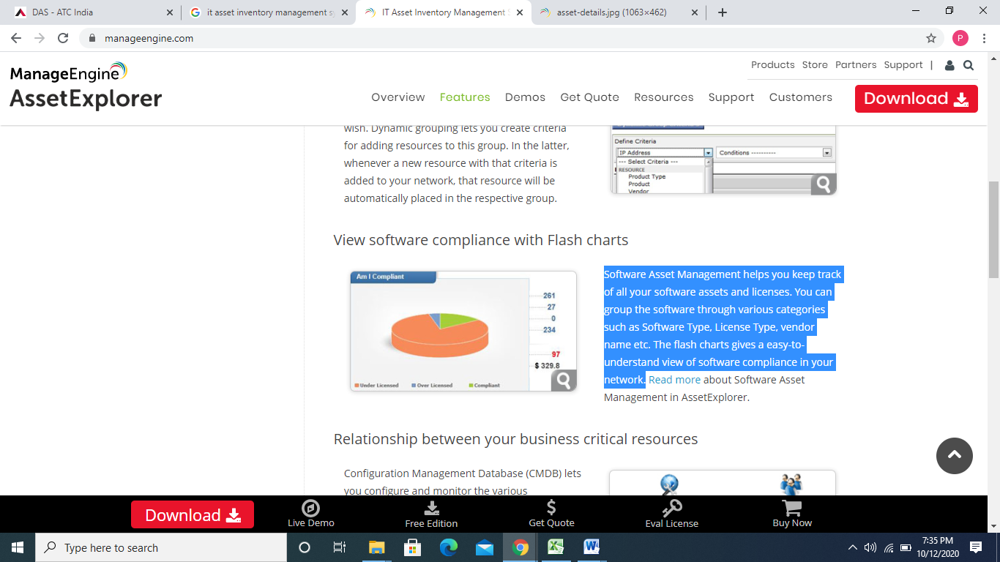 DAS - ATC India
it asset inventory management sy
IT Asset Inventory Management S
asset-details.jpg (1063×462)
manageengine.com
P
ManageEngine
AssetExplorer
Products Store Partners Support |
Overview Features Demos Get Quote Resources Support Customers
Download
wish. Dynamic grouping lets you create criteria
for adding resources to this group. In the latter,
whenever a new resource with that criteria is
added to your network, that resource will be
automatically placed in the respective group.
Define Criteria
IP Address
Conditions ----------
--- Select Criteria ---
RESOURCE
Product Type
Product
Vendor
View software compliance with Flash charts
Am I Compliant
261
27
0
234
97
$ 329.8
Under Licensed Over Licensed Compliant
Software Asset Management helps you keep track
of all your software assets and licenses. You can
group the software through various categories
such as Software Type, License Type, vendor
name etc. The flash charts gives a easy-to-
understand view of software compliance in your
network. Read more about Software Asset
Management in AssetExplorer.
Relationship between your business critical resources
Configuration Management Database (CMDB) lets
you configure and monitor the various
Download
Live Demo
Free Edition
Get Quote
Eval License
Buy Now
Type here to search
7:35 PM
10/12/2020